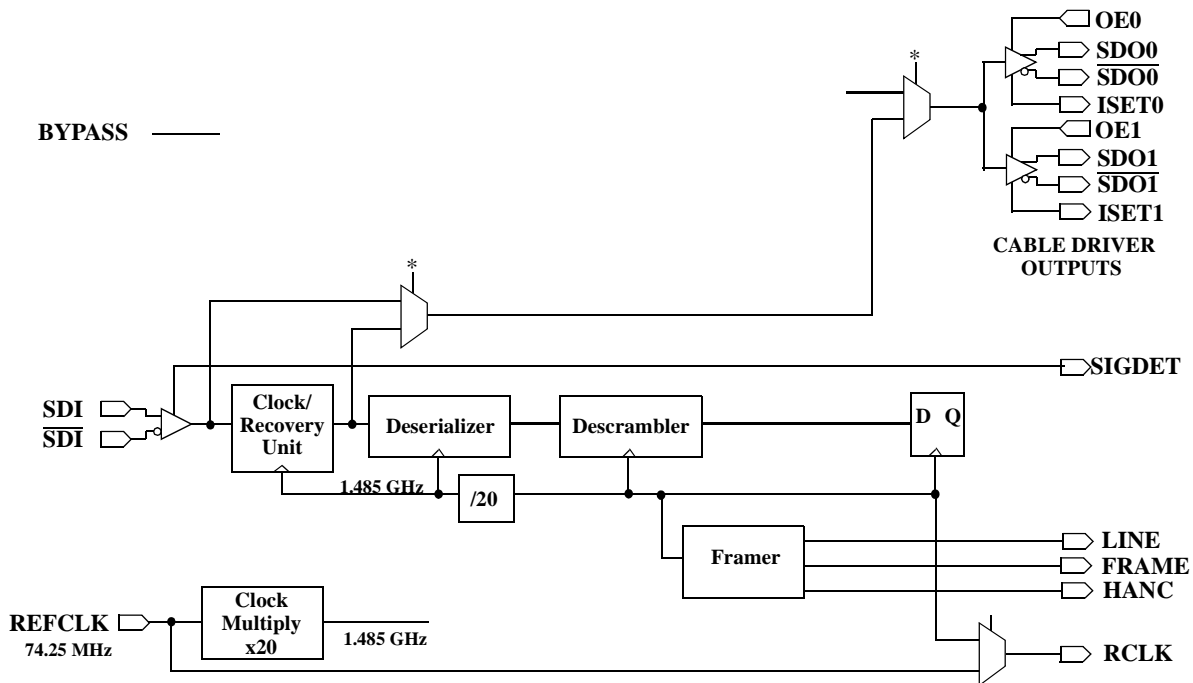 OE0
*
SDO0
SDO0
ISET0
BYPASS
OE1
SDO1
SDO1
ISET1
CABLE DRIVER
OUTPUTS
*
SIGDET
SDI
SDI
Clock/
Recovery
Unit
Deserializer
Descrambler
D Q
1.485 GHz
/20
Framer
LINE
FRAME
HANC
REFCLK
74.25 MHz
Clock
Multiply
x20
1.485 GHz
RCLK